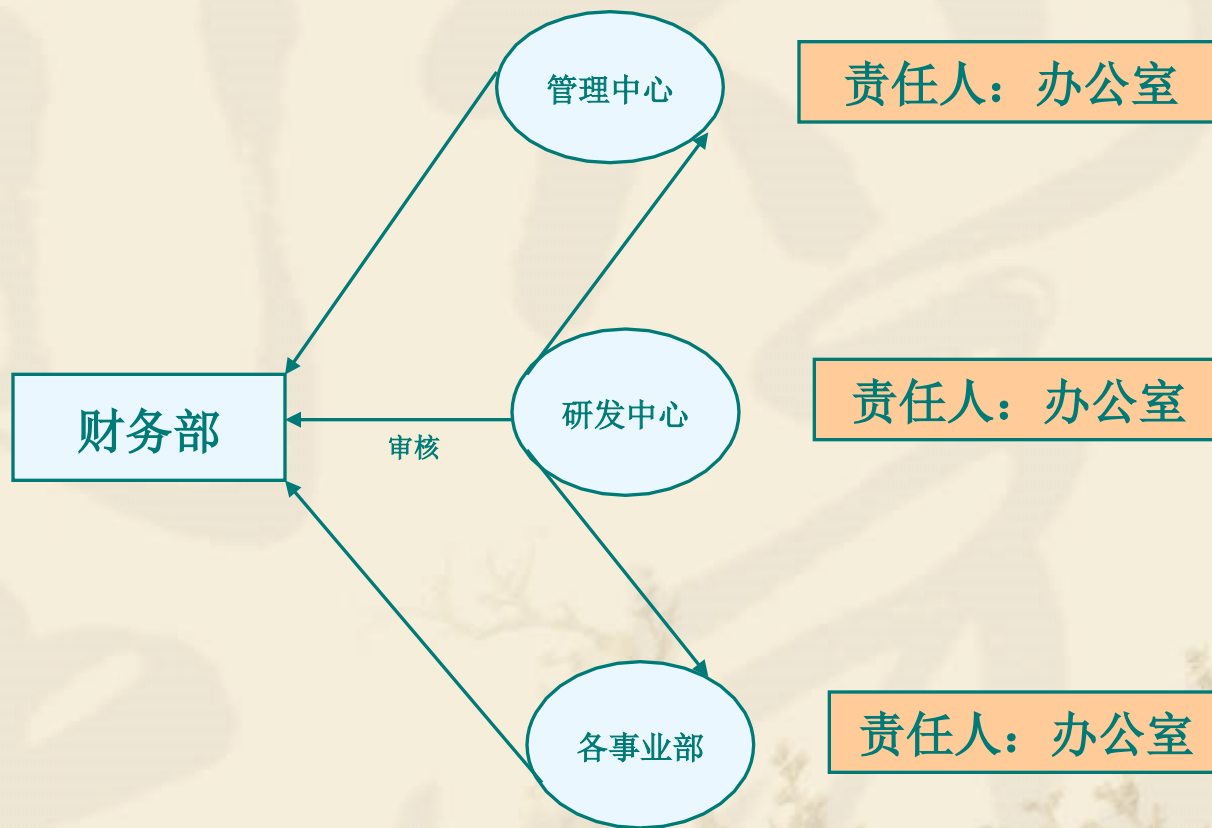 管理中心
责任人：办公室
研发中心
责任人：办公室
财务部
审核
各事业部
责任人：办公室